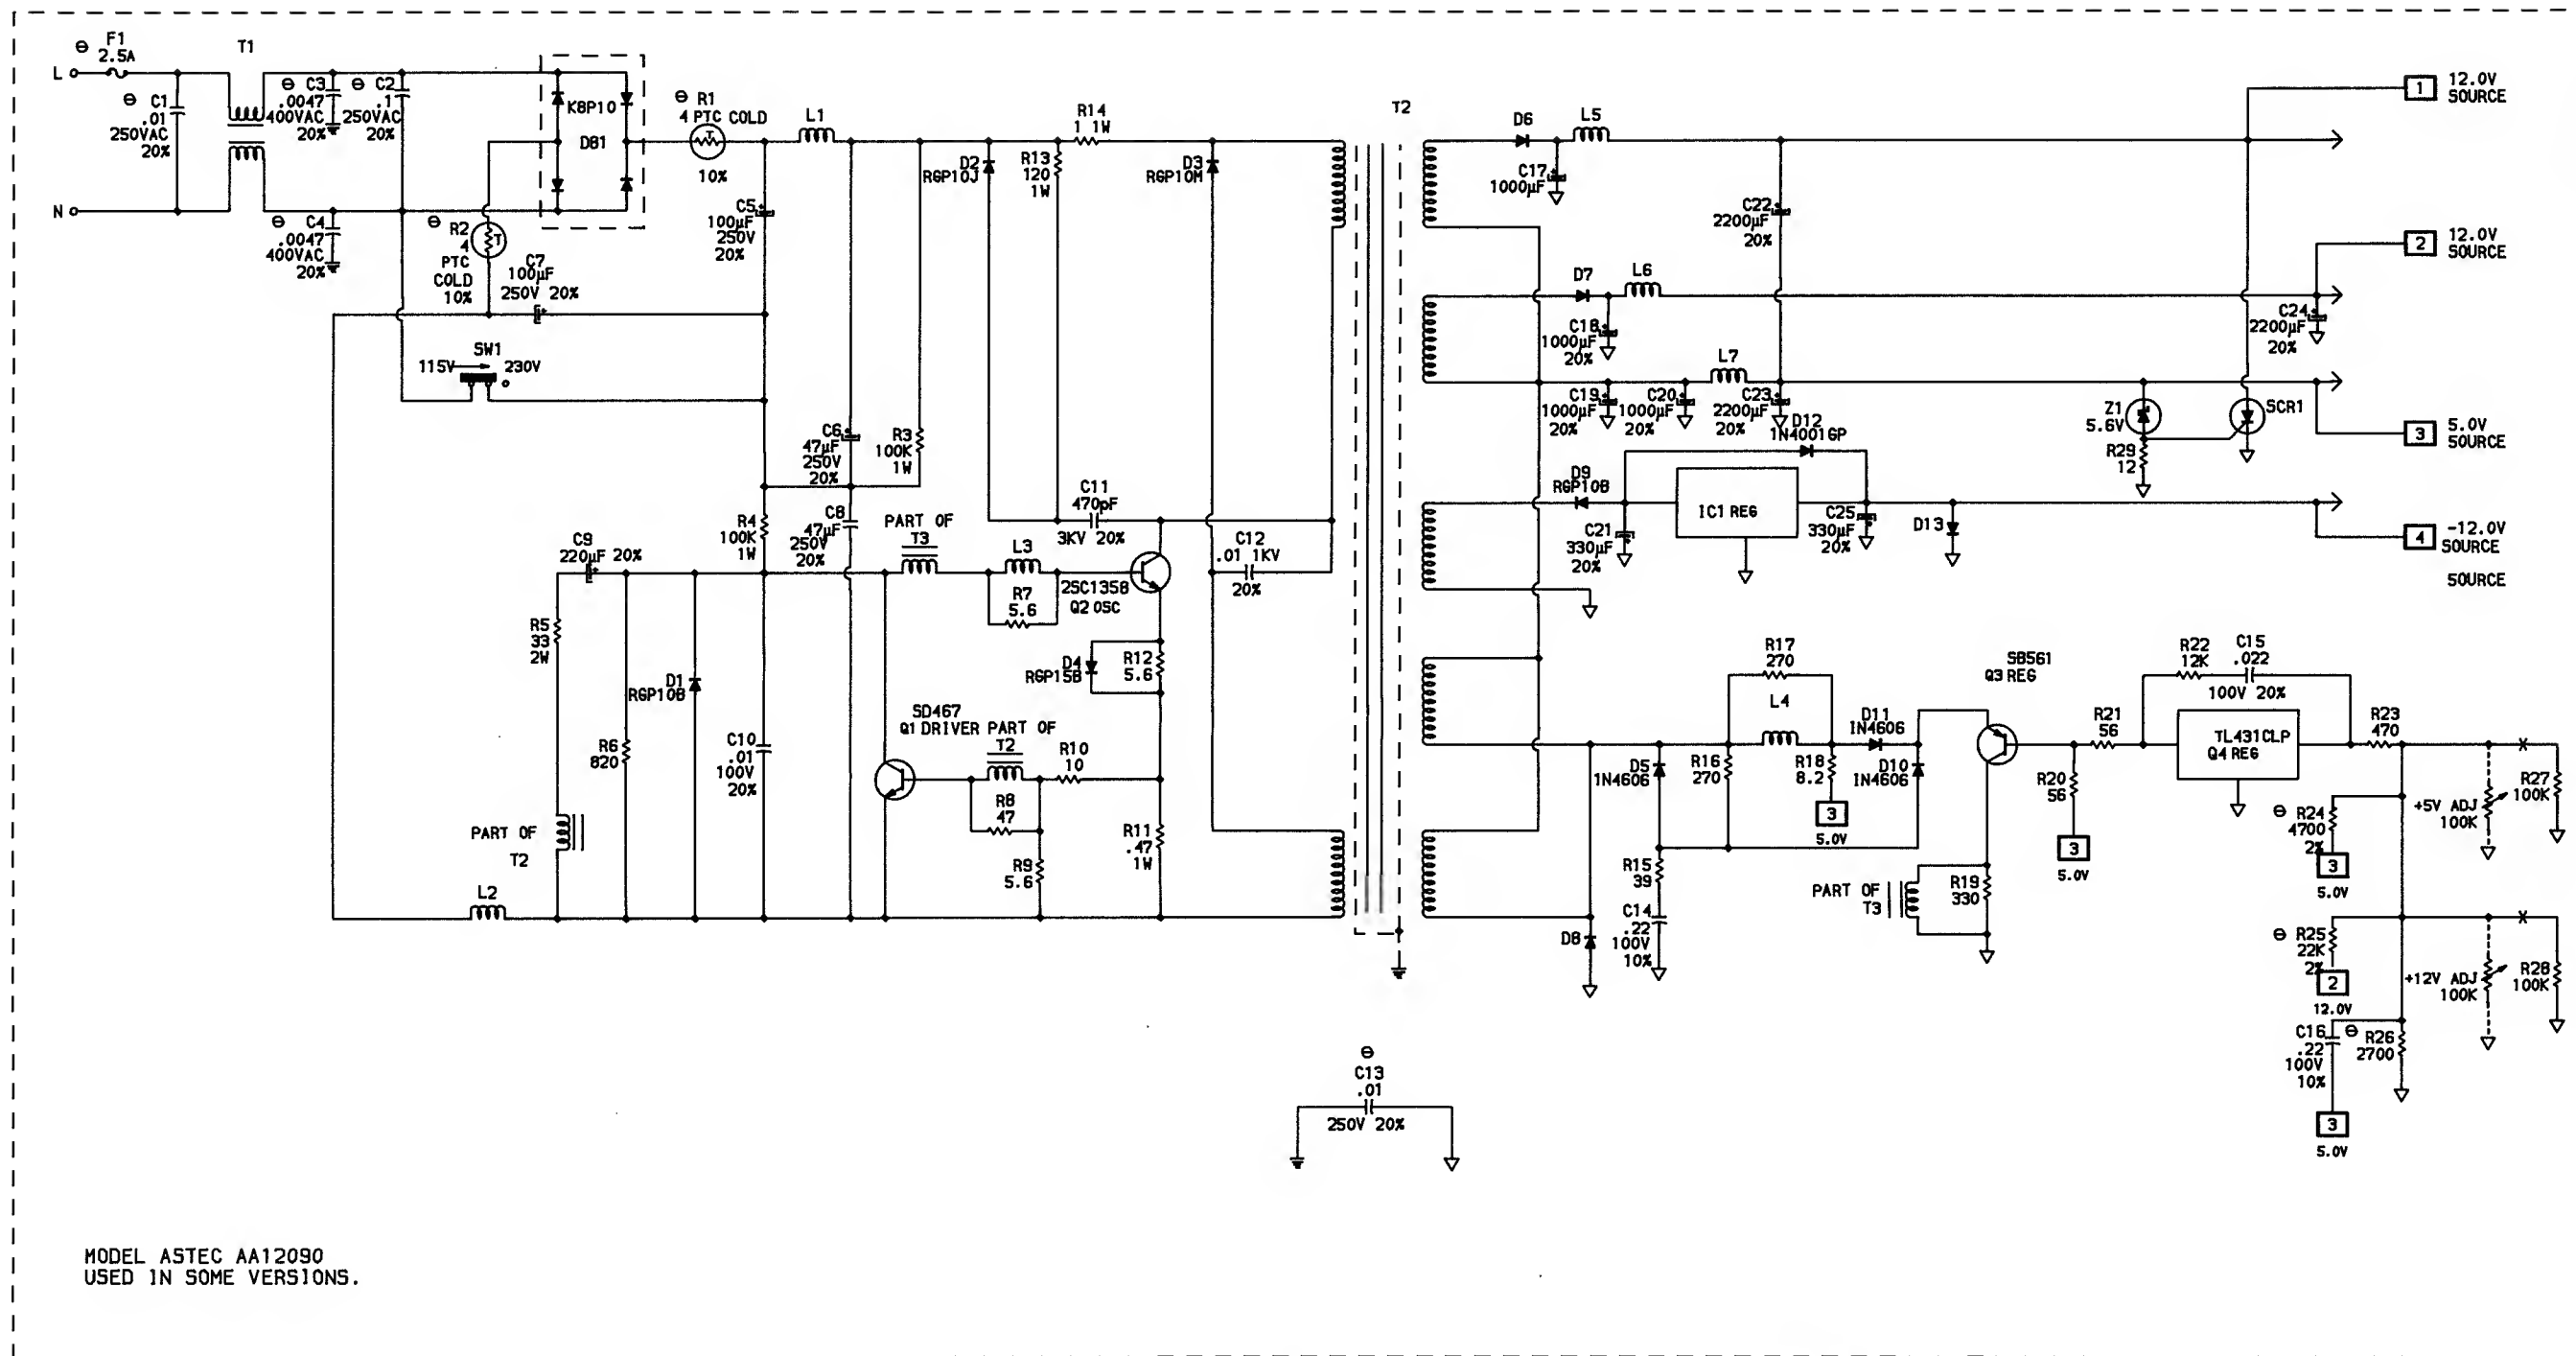 F1
2.5A
T1
L
N
C1
.01
250VAC
20%
C3
.0047
400VAC
20%
C2
.1
250VAC
20%
C4
.0047
400VAC
20%
K8P10
DB1
R1
4 PTC COLD
10%
R2
4
PTC
COLD
10%
C7
100µF
250V 20%
SW1
115V
230V
C5
100µF
250V
20%
L1
C6
47µF
250V
20%
R3
100K
1W
D2
RGP10J
R13
120
1W
R14
1 1W
D3
RGP10M
T2
C11
470pF
3KV 20%
C12
.01 1KV
20%
R4
100K
1W
C8
47µF
250V
20%
PART OF
T3
L3
R7
5.6
2SC1358
Q2 OSC
C9
220µF 20%
R5
33
2W
D1
RGP10B
R6
820
C10
.01
100V
20%
D4
RGP15B
R12
5.6
SD467
Q1 DRIVER
PART OF
T2
R10
10
R8
47
R9
5.6
R11
.47
1W
PART OF
T2
L2
D6
L5
C17
1000µF
C22
2200µF
20%
D7
L6
C18
1000µF
20%
L7
C19
1000µF
20%
C20
1000µF
20%
C23
2200µF
20%
C24
2200µF
20%
D12
1N4001GP
D9
RGP10B
IC1 REG
C21
330µF
20%
C25
330µF
20%
D13
Z1
5.6V
R29
12
SCR1
1
12.0V
SOURCE
2
12.0V
SOURCE
3
5.0V
SOURCE
4
-12.0V
SOURCE
SOURCE
R17
270
L4
D5
1N4606
R16
270
R18
8.2
3
5.0V
D11
1N4606
D10
1N4606
R15
39
C14
.22
100V
10%
D8
SB561
Q3 REG
PART OF
T3
R19
330
R20
56
3
5.0V
R21
56
R22
12K
C15
.022
100V 20%
TL431CLP
Q4 REG
R23
470
R24
4700
2%
3
5.0V
+5V ADJ
100K
R27
100K
R25
22K
2%
2
12.0V
+12V ADJ
100K
R28
100K
C16
.22
100V
10%
R26
2700
3
5.0V
C13
.01
250V 20%
MODEL ASTEC AA12090
USED IN SOME VERSIONS.